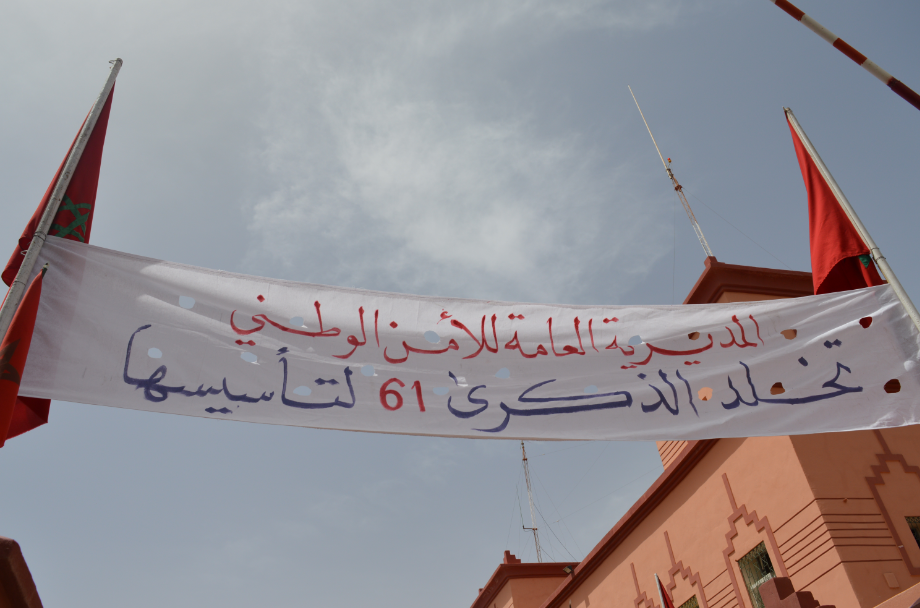 المديرية العامة للأمن الوطني
تخلد الذكرى 61 لتأسيسها